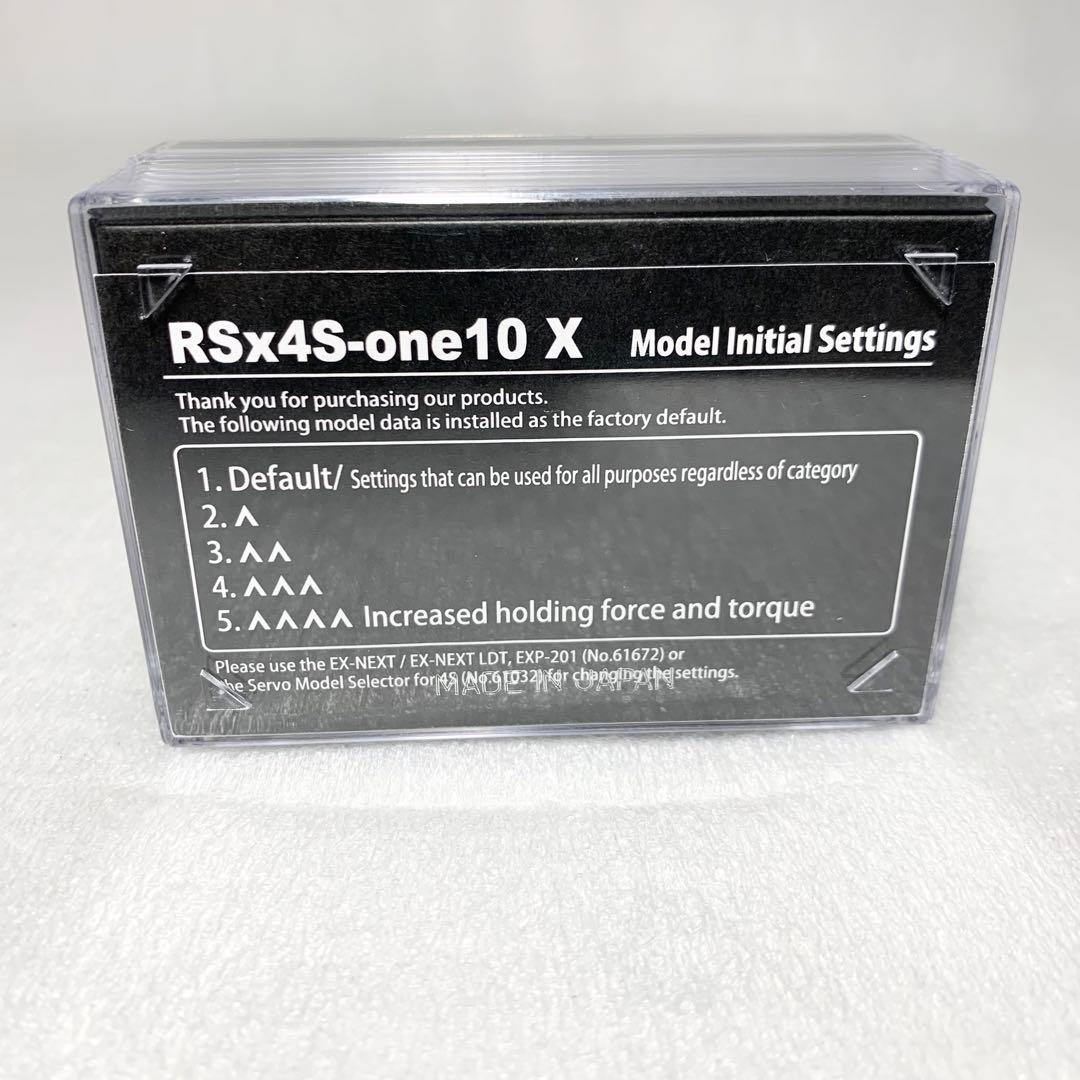 RSx4S-one10 X Model Initial Settings
Thank you for purchasing our products.
The following model data is installed as the factory default.
1. Default/ Settings that can be used for all purposes regardless of category
2. ∧
3. ∧∧
4. ∧∧∧
5. ∧∧∧∧ Increased holding force and torque
Please use the EX-NEXT / EX-NEXT LDT, EXP-201 (No.61672) or
the Servo Model Selector for 4S (No.61032) for changing the settings.
MADE IN JAPAN